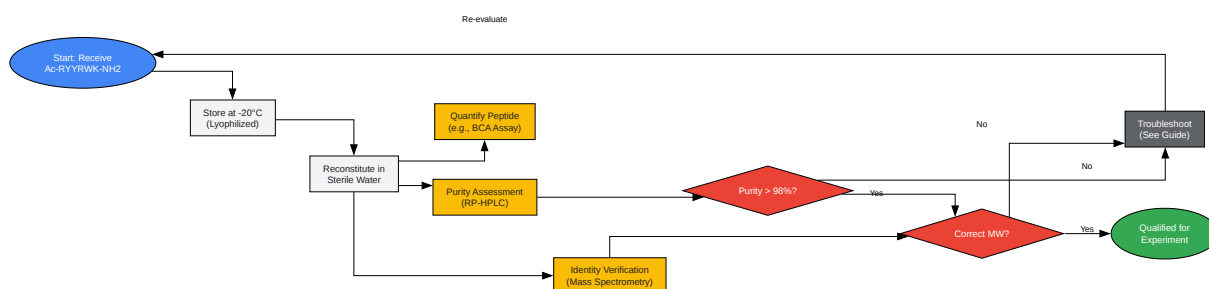 Re-evaluate
Start: Receive
Ac-RYYRWK-NH2
Store at -20°C
(Lyophilized)
Quantify Peptide
(e.g., BCA Assay)
Reconstitute in
Sterile Water
Purity Assessment
(RP-HPLC)
Identity Verification
(Mass Spectrometry)
Purity > 98%?
Yes
Correct MW?
No
No
Troubleshoot
(See Guide)
Yes
Qualified for
Experiment